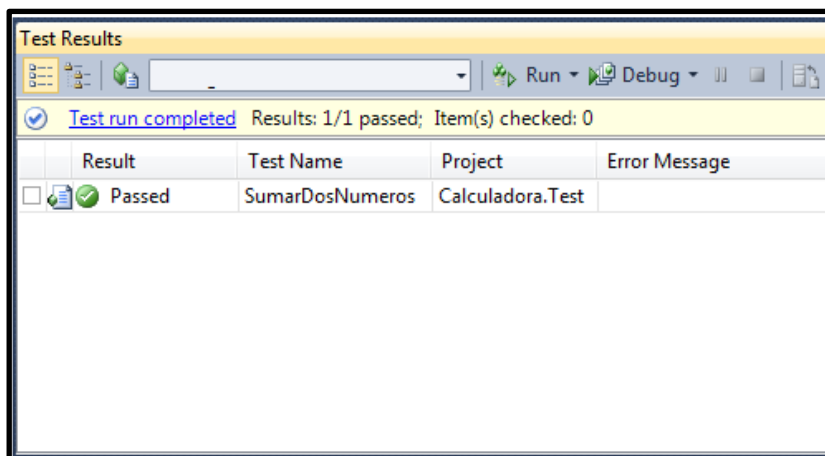 Test Results
Run Debug
Test run completed Results: 1/1 passed; Item(s) checked: 0
Result Test Name Project Error Message
Passed SumarDosNumeros Calculadora.Test